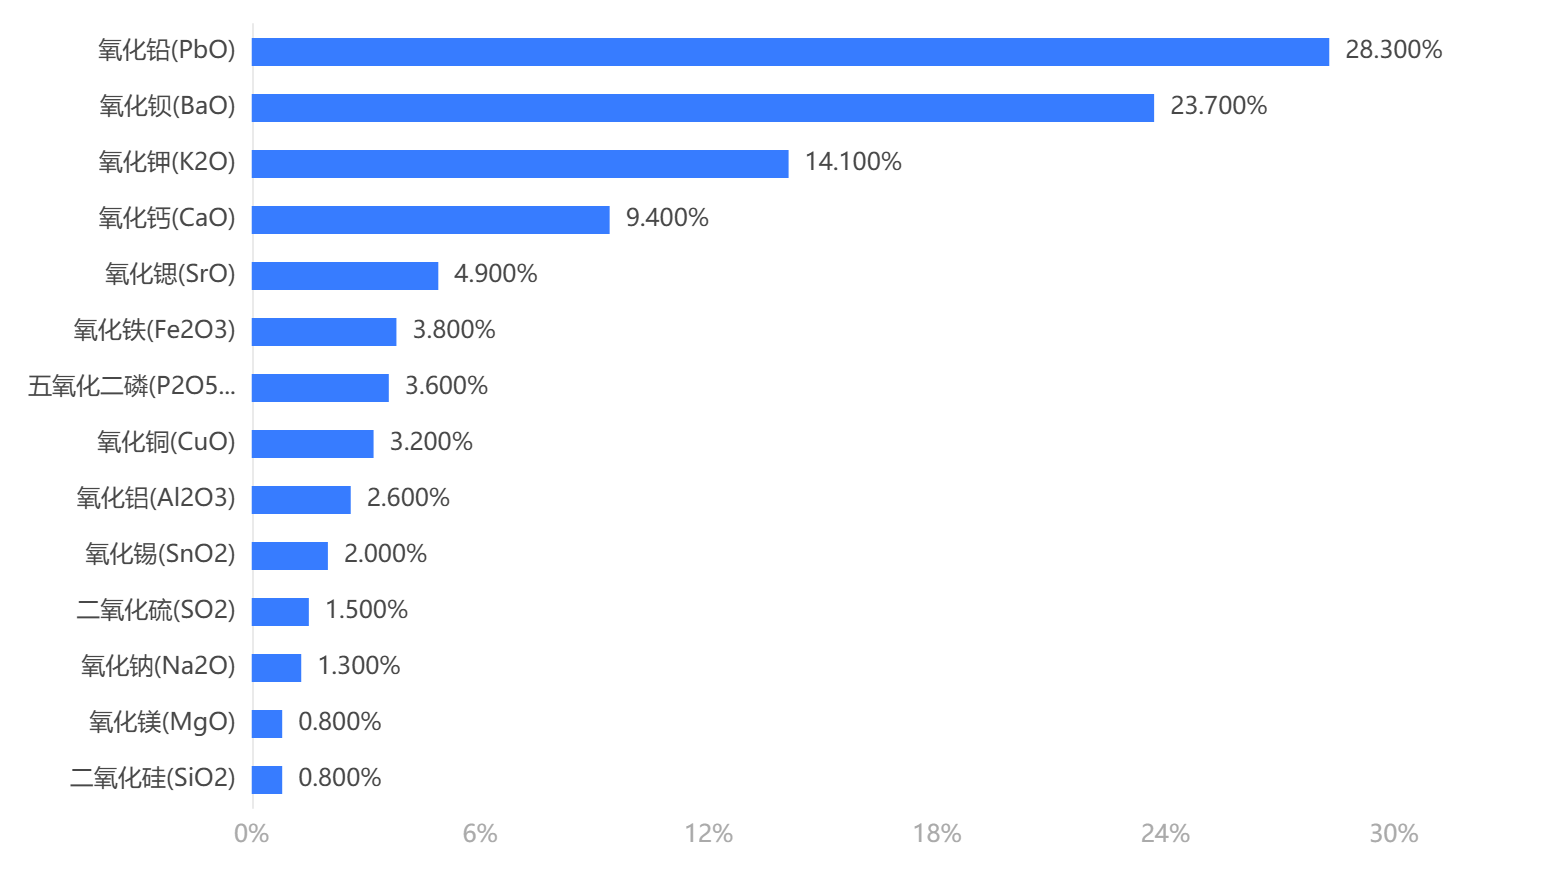 氧化铅(PbO) 28.300%
氧化钡(BaO) 23.700%
氧化钾(K2O) 14.100%
氧化钙(CaO) 9.400%
氧化锶(SrO) 4.900%
氧化铁(Fe2O3) 3.800%
五氧化二磷(P2O5... 3.600%
氧化铜(CuO) 3.200%
氧化铝(Al2O3) 2.600%
氧化锡(SnO2) 2.000%
二氧化硫(SO2) 1.500%
氧化钠(Na2O) 1.300%
氧化镁(MgO) 0.800%
二氧化硅(SiO2) 0.800%
0% 6% 12% 18% 24% 30%